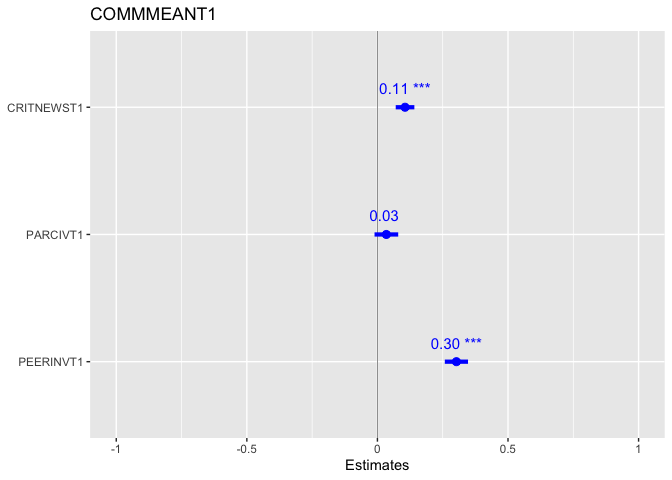 COMMMEANT1
0.11 ***
CRITNEWST1
0.03
PARCIVT1
0.30 ***
PEERINVT1
-1 -0.5 0 0.5 1
Estimates